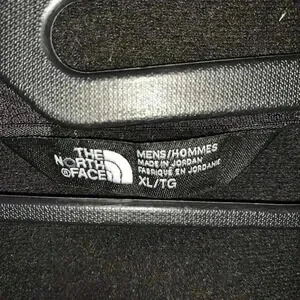 THE
NORTH
FACE
MENS/HOMMES
MADE IN JORDAN
FABRIQUÉ EN JORDANIE
XL/TG